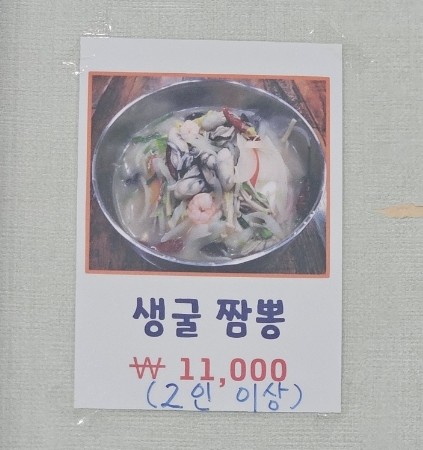 생굴 짬뽕
₩ 11,000
(2인 이상)